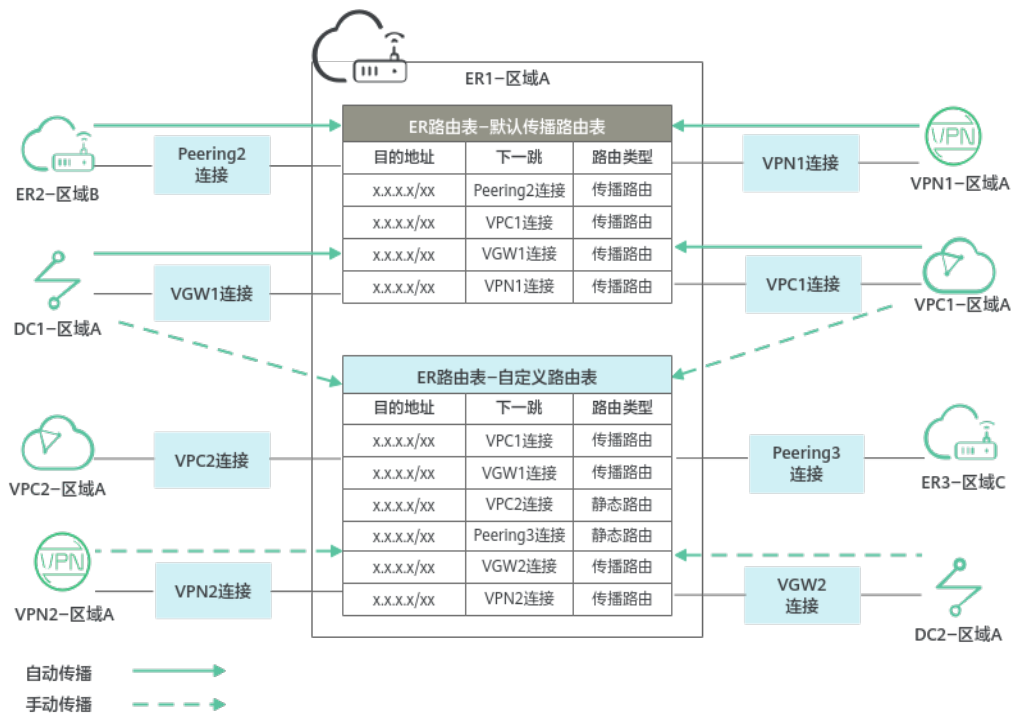 ER1-区域A
ER路由表-默认传播路由表
目的地址 下一跳 路由类型
x.x.x.x/xx Peering2连接 传播路由
x.x.x.x/xx VPC1连接 传播路由
x.x.x.x/xx VGW1连接 传播路由
x.x.x.x/xx VPN1连接 传播路由
Peering2
连接
ER2-区域B
VGW1连接
DC1-区域A
VPN
VPN1连接
VPN1-区域A
VPC1连接
VPC1-区域A
ER路由表-自定义路由表
目的地址 下一跳 路由类型
x.x.x.x/xx VPC1连接 传播路由
x.x.x.x/xx VGW1连接 传播路由
x.x.x.x/xx VPC2连接 静态路由
x.x.x.x/xx Peering3连接 静态路由
x.x.x.x/xx VGW2连接 传播路由
x.x.x.x/xx VPN2连接 传播路由
VPC2连接
VPC2-区域A
VPN
VPN2连接
VPN2-区域A
Peering3
连接
ER3-区域C
VGW2
连接
DC2-区域A
自动传播
手动传播